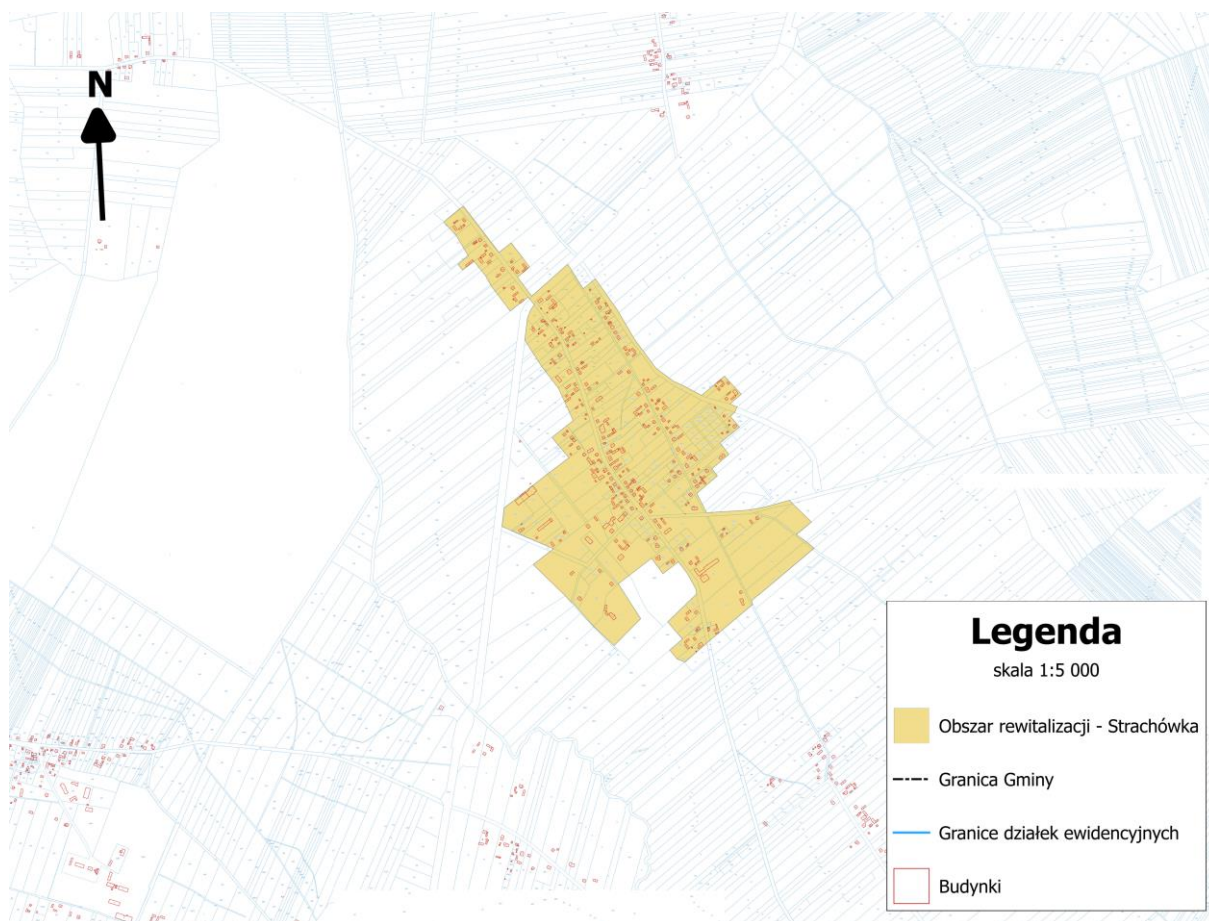 N
Legenda
skala 1:5 000
Obszar rewitalizacji - Strachówka
Granica Gminy
Granice działek ewidencyjnych
Budynki